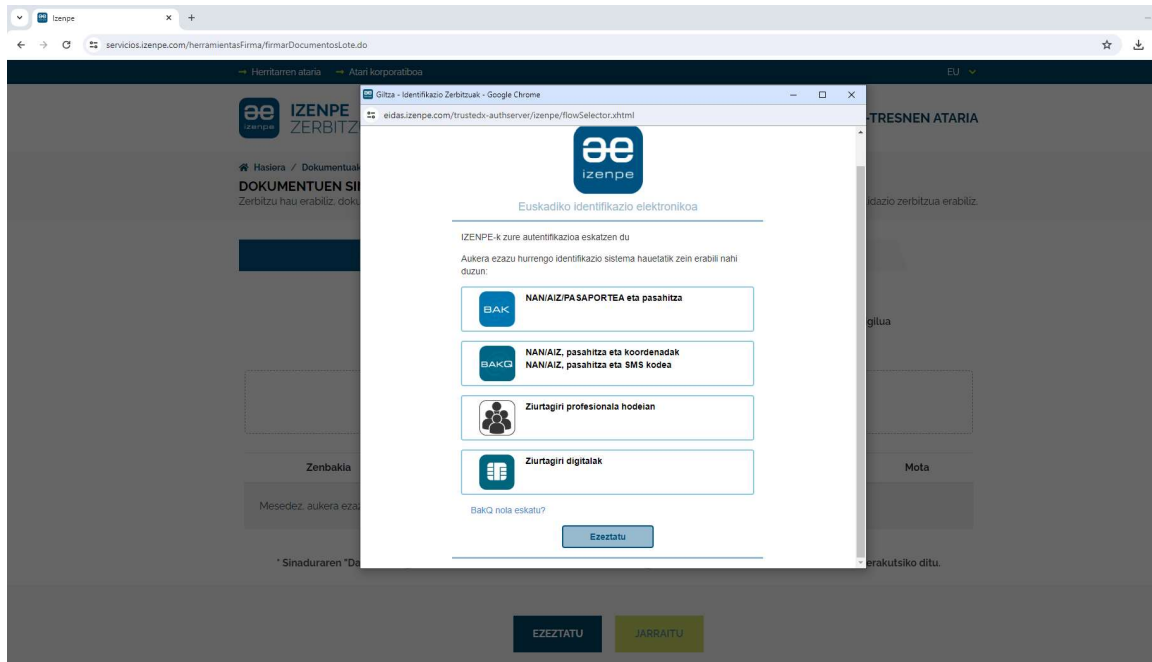 Izenpe
servicios.izenpe.com/herramientasFirma/firmarDocumentosLote.do
→ Herritarren ataria → Atari korporatiboa EU
izenpe
IZENPE
ZERBITZ
-TRESNEN ATARIA
Hasiera / Dokumentuak
DOKUMENTUEN SI
Zerbitzu hau erabiliz, doku
idazio zerbitzua erabiliz.
gilua
Zenbakia
Mota
Mesedez, aukera eza
* Sinaduraren "Da
erakutsiko ditu.
EZEZTATU
JARRAITU
Giltza - Identifikazio Zerbitzuak - Google Chrome
eidas.izenpe.com/trustedx-authserver/izenpe/flowSelector.xhtml
izenpe
Euskadiko identifikazio elektronikoa
IZENPE-k zure autentifikazioa eskatzen du
Aukera ezazu hurrengo identifikazio sistema hauetatik zein erabili nahi
duzun:
BAK
NAN/AIZ/PASAPORTEA eta pasahitza
BAKQ
NAN/AIZ, pasahitza eta koordenadak
NAN/AIZ, pasahitza eta SMS kodea
Ziurtagiri profesionala hodeian
Ziurtagiri digitalak
BakQ nola eskatu?
Ezeztatu